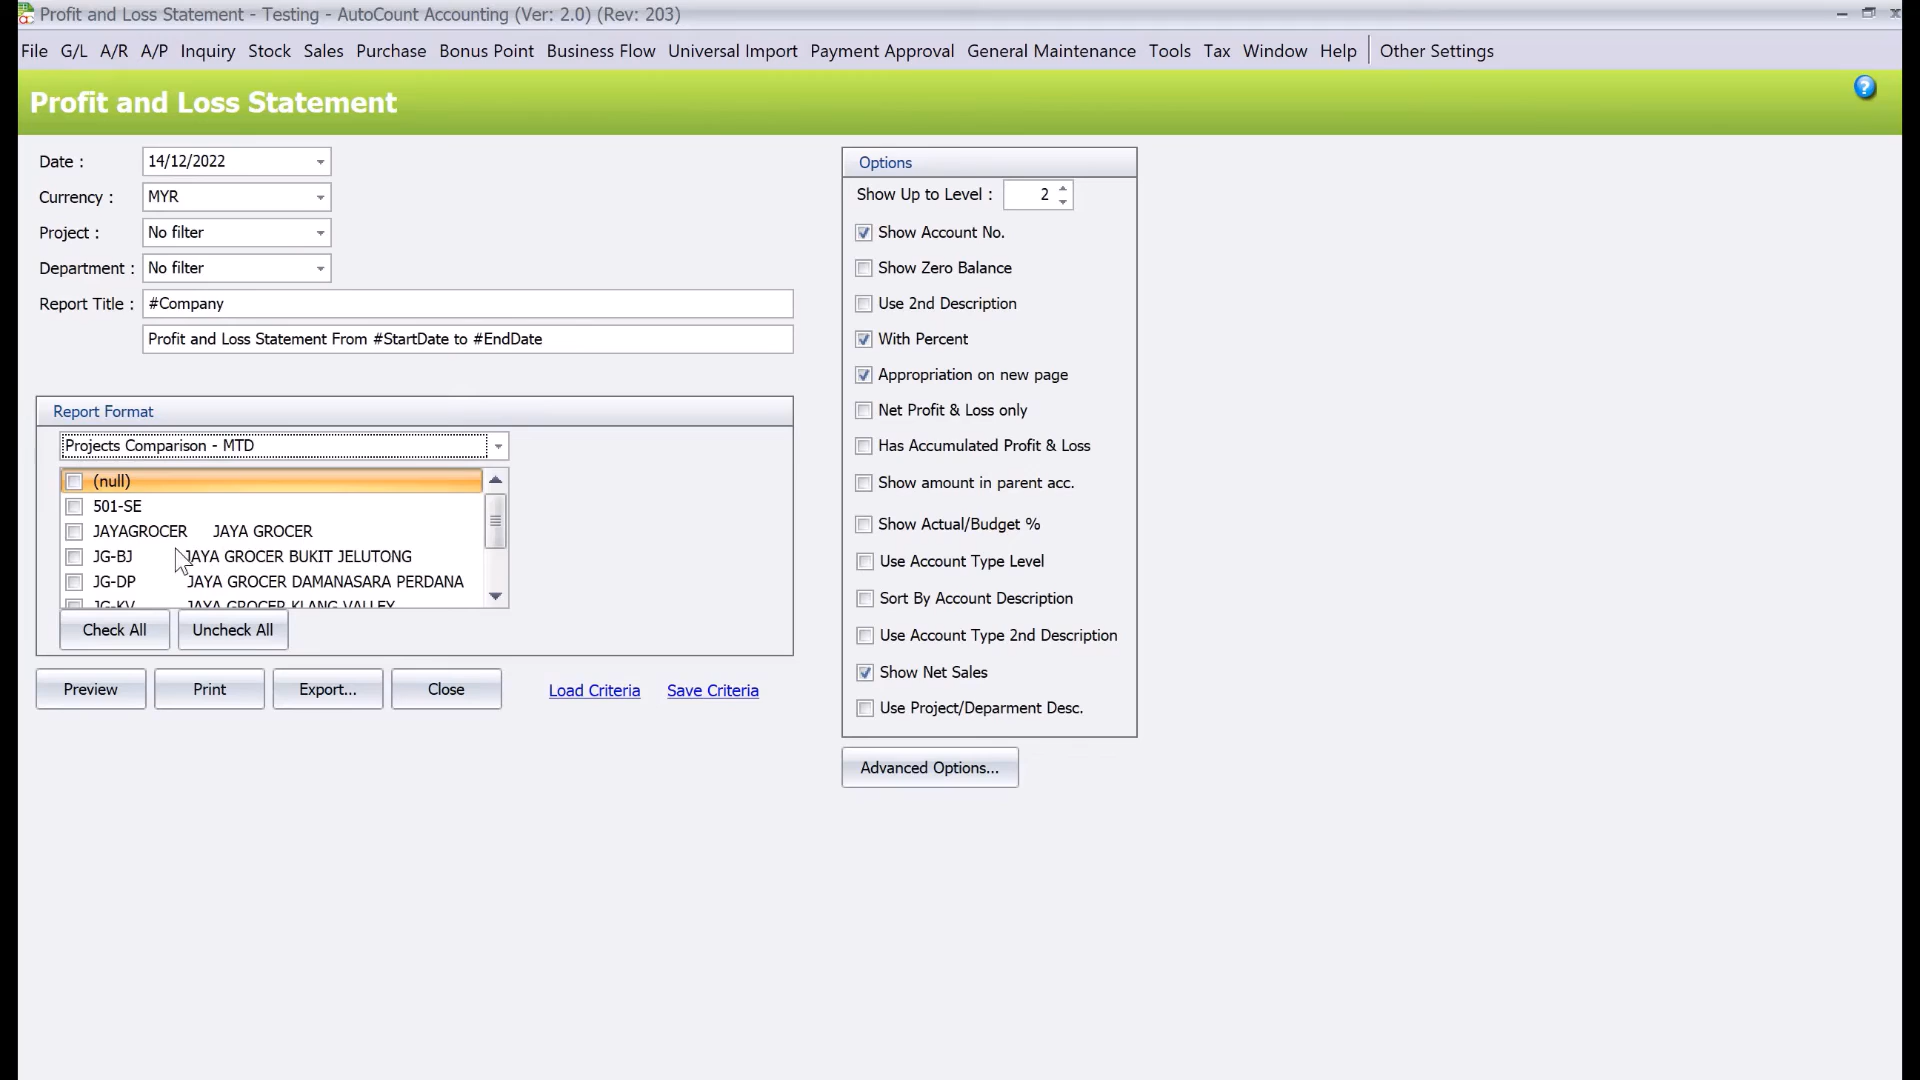 Profit and Loss Statement - Testing - AutoCount Accounting (Ver: 2.0) (Rev: 203)
File G/L A/R A/P Inquiry Stock Sales Purchase Bonus Point Business Flow Universal Import Payment Approval General Maintenance Tools Tax Window Help Other Settings
Profit and Loss Statement
Date : 14/12/2022
Currency : MYR
Project : No filter
Department : No filter
Report Title : #Company
Profit and Loss Statement From #StartDate to #EndDate
Report Format
Projects Comparison - MTD
(null)
501-SE
JAYAGROCER JAYA GROCER
JG-BJ JAYA GROCER BUKIT JELUTONG
JG-DP JAYA GROCER DAMANASARA PERDANA
JG-KV JAYA GROCER KLANG VALLEY
Check All Uncheck All
Preview Print Export... Close Load Criteria Save Criteria
Options
Show Up to Level : 2
Show Account No.
Show Zero Balance
Use 2nd Description
With Percent
Appropriation on new page
Net Profit & Loss only
Has Accumulated Profit & Loss
Show amount in parent acc.
Show Actual/Budget %
Use Account Type Level
Sort By Account Description
Use Account Type 2nd Description
Show Net Sales
Use Project/Deparment Desc.
Advanced Options...